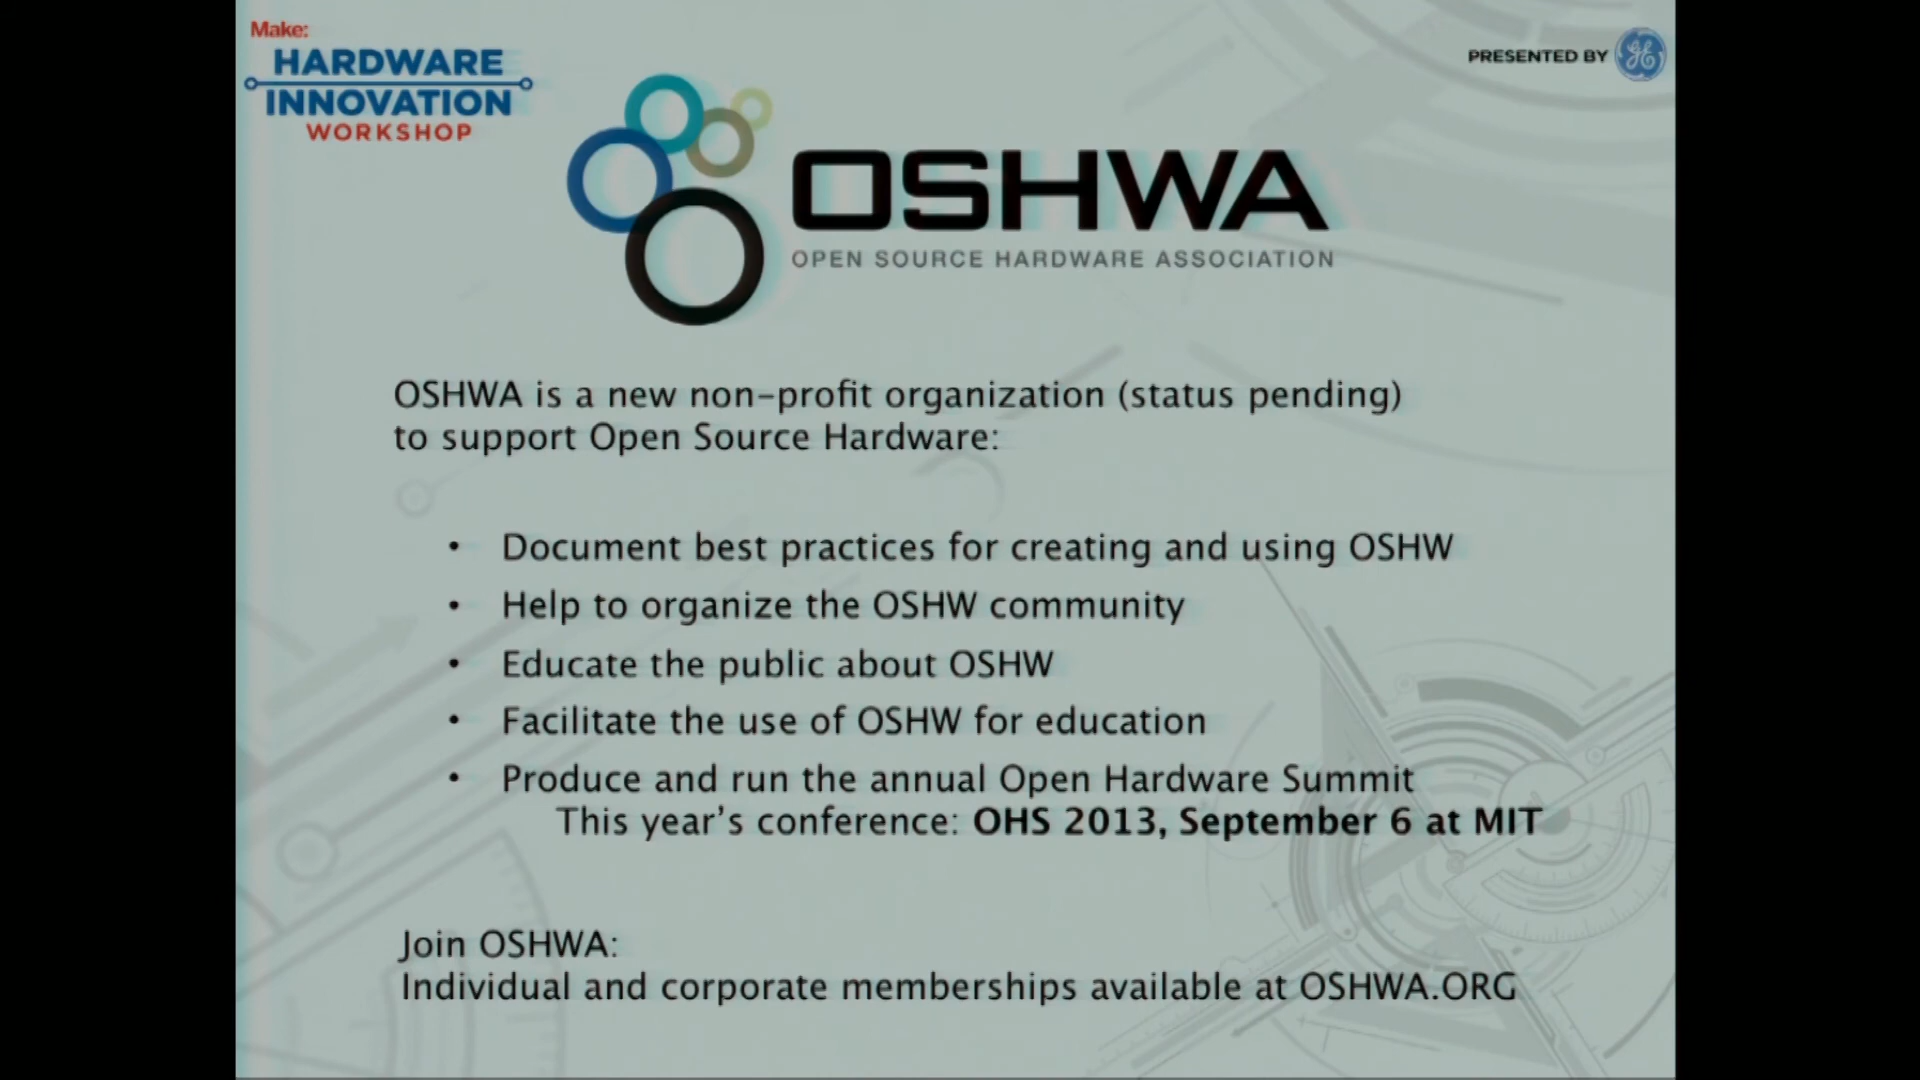 Make:
HARDWARE
INNOVATION
WORKSHOP
PRESENTED BY
GE
OSHWA
OPEN SOURCE HARDWARE ASSOCIATION
OSHWA is a new non-profit organization (status pending)
to support Open Source Hardware:
• Document best practices for creating and using OSHW
• Help to organize the OSHW community
• Educate the public about OSHW
• Facilitate the use of OSHW for education
• Produce and run the annual Open Hardware Summit
This year's conference: OHS 2013, September 6 at MIT
Join OSHWA:
Individual and corporate memberships available at OSHWA.ORG